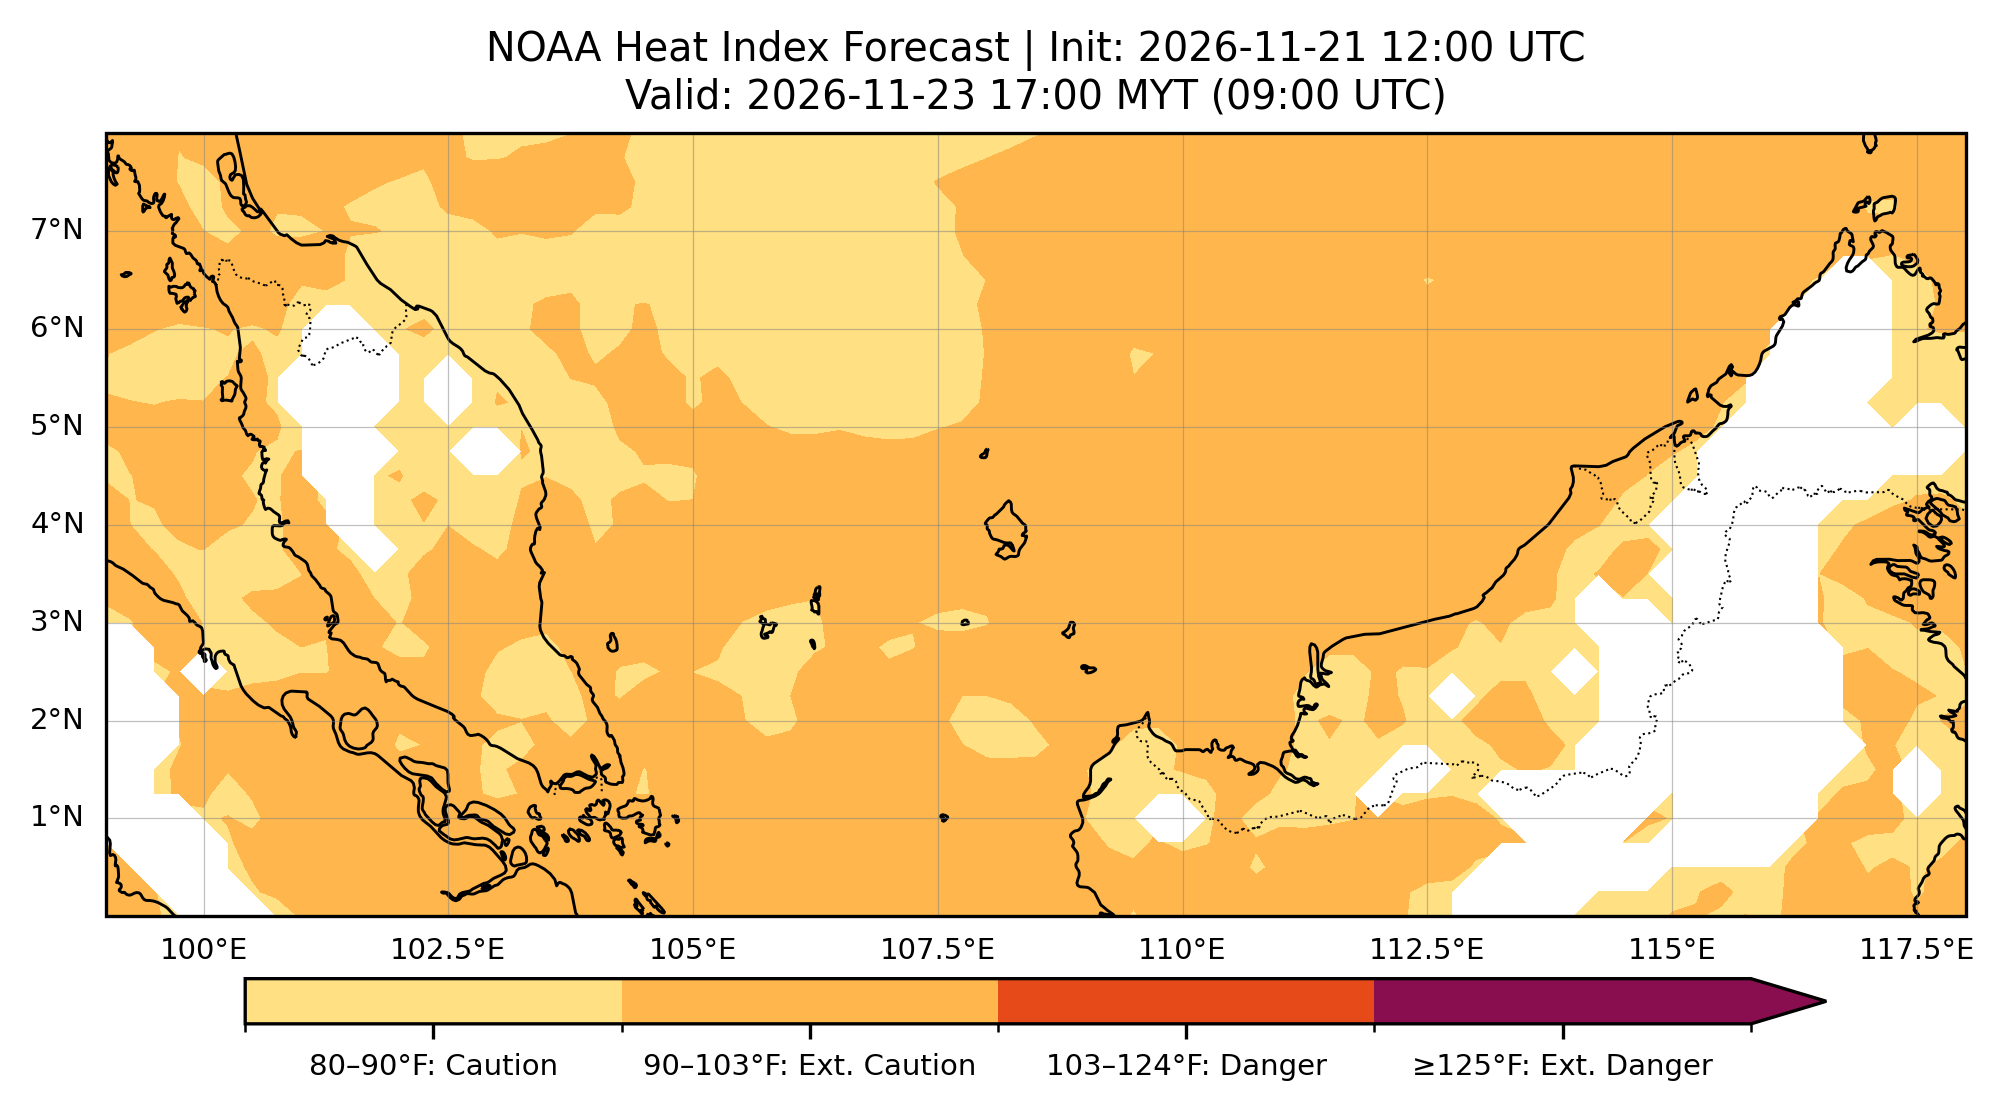 NOAA Heat Index Forecast | Init: 2026-11-21 12:00 UTC
Valid: 2026-11-23 17:00 MYT (09:00 UTC)
7°N
6°N
5°N
4°N
3°N
2°N
1°N
100°E 102.5°E 105°E 107.5°E 110°E 112.5°E 115°E 117.5°E
80–90°F: Caution 90–103°F: Ext. Caution 103–124°F: Danger ≥125°F: Ext. Danger